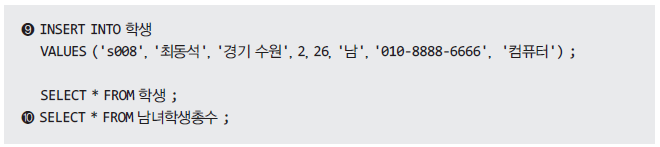 ❾ INSERT INTO 학생
VALUES ('s008', '최동석', '경기 수원', 2, 26, '남', '010-8888-6666', '컴퓨터') ;
SELECT * FROM 학생 ;
❿ SELECT * FROM 남녀학생총수 ;